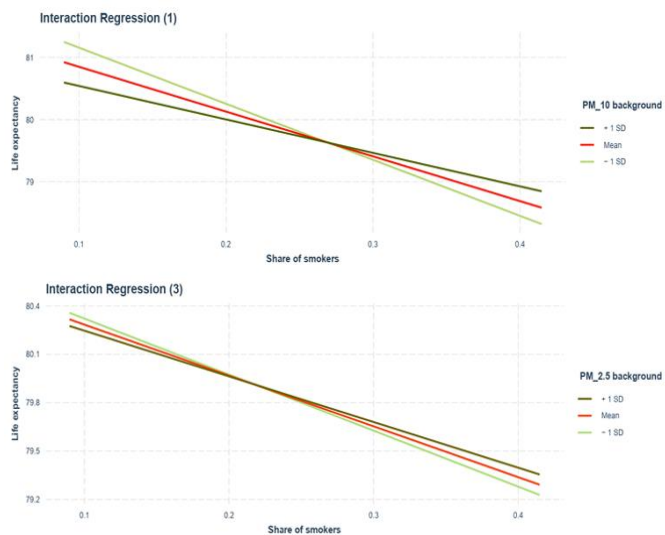 Interaction Regression (1)
81
80
79
Life expectancy
0.1 0.2 0.3 0.4
Share of smokers
PM_10 background
+ 1 SD
Mean
− 1 SD
Interaction Regression (3)
80.4
80.1
79.8
79.5
79.2
Life expectancy
0.1 0.2 0.3 0.4
Share of smokers
PM_2.5 background
+ 1 SD
Mean
− 1 SD